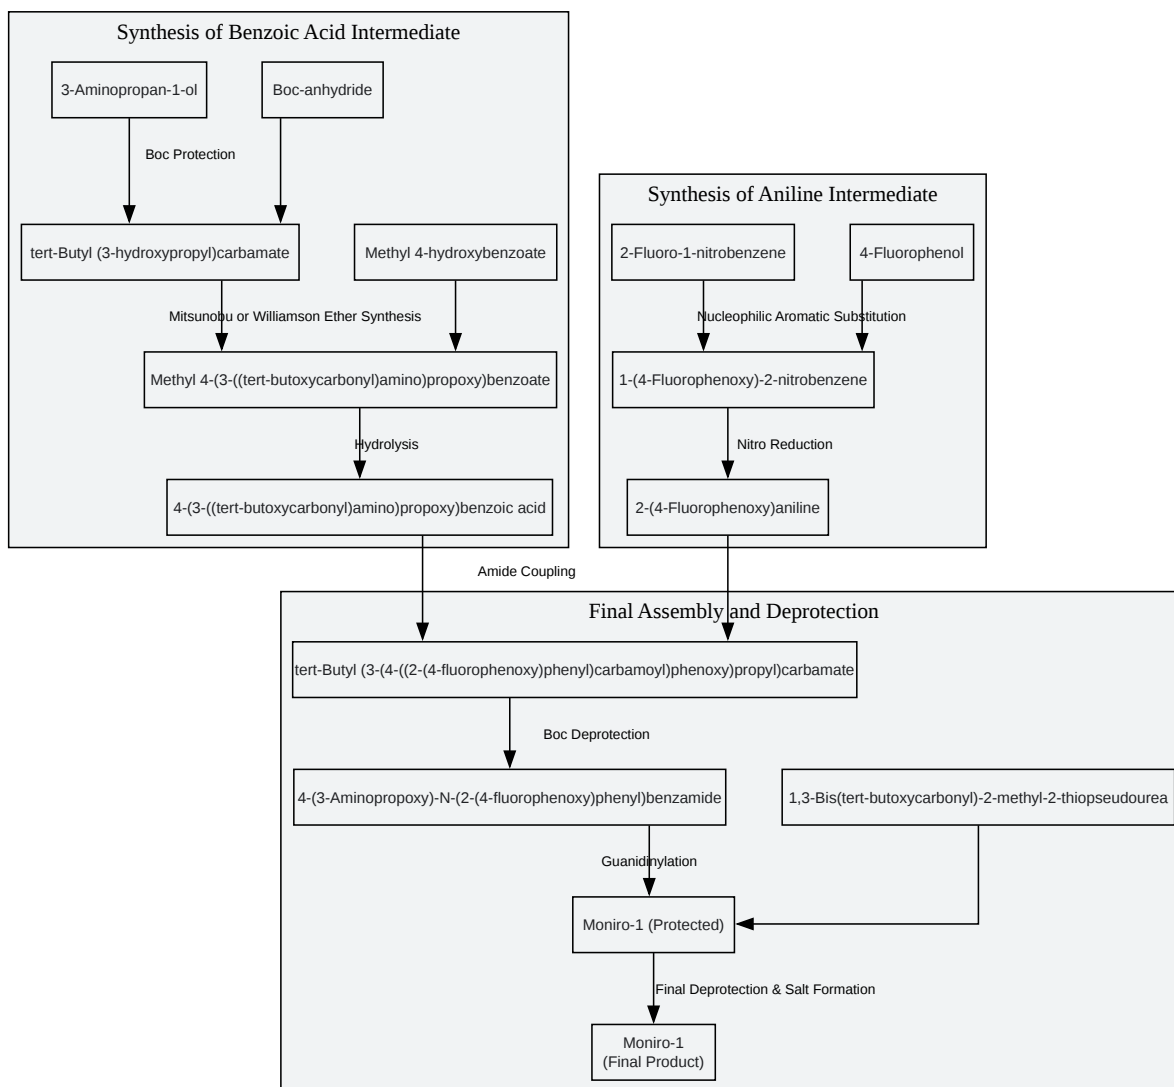 Synthesis of Benzoic Acid Intermediate
3-Aminopropan-1-ol
Boc-anhydride
Boc Protection
tert-Butyl (3-hydroxypropyl)carbamate
Methyl 4-hydroxybenzoate
Mitsunobu or Williamson Ether Synthesis
Methyl 4-(3-((tert-butoxycarbonyl)amino)propoxy)benzoate
Hydrolysis
4-(3-((tert-butoxycarbonyl)amino)propoxy)benzoic acid
Synthesis of Aniline Intermediate
2-Fluoro-1-nitrobenzene
4-Fluorophenol
Nucleophilic Aromatic Substitution
1-(4-Fluorophenoxy)-2-nitrobenzene
Nitro Reduction
2-(4-Fluorophenoxy)aniline
Amide Coupling
Final Assembly and Deprotection
tert-Butyl (3-(4-((2-(4-fluorophenoxy)phenyl)carbamoyl)phenoxy)propyl)carbamate
Boc Deprotection
4-(3-Aminopropoxy)-N-(2-(4-fluorophenoxy)phenyl)benzamide
1,3-Bis(tert-butoxycarbonyl)-2-methyl-2-thiopseudourea
Guanidinylation
Moniro-1 (Protected)
Final Deprotection & Salt Formation
Moniro-1
(Final Product)